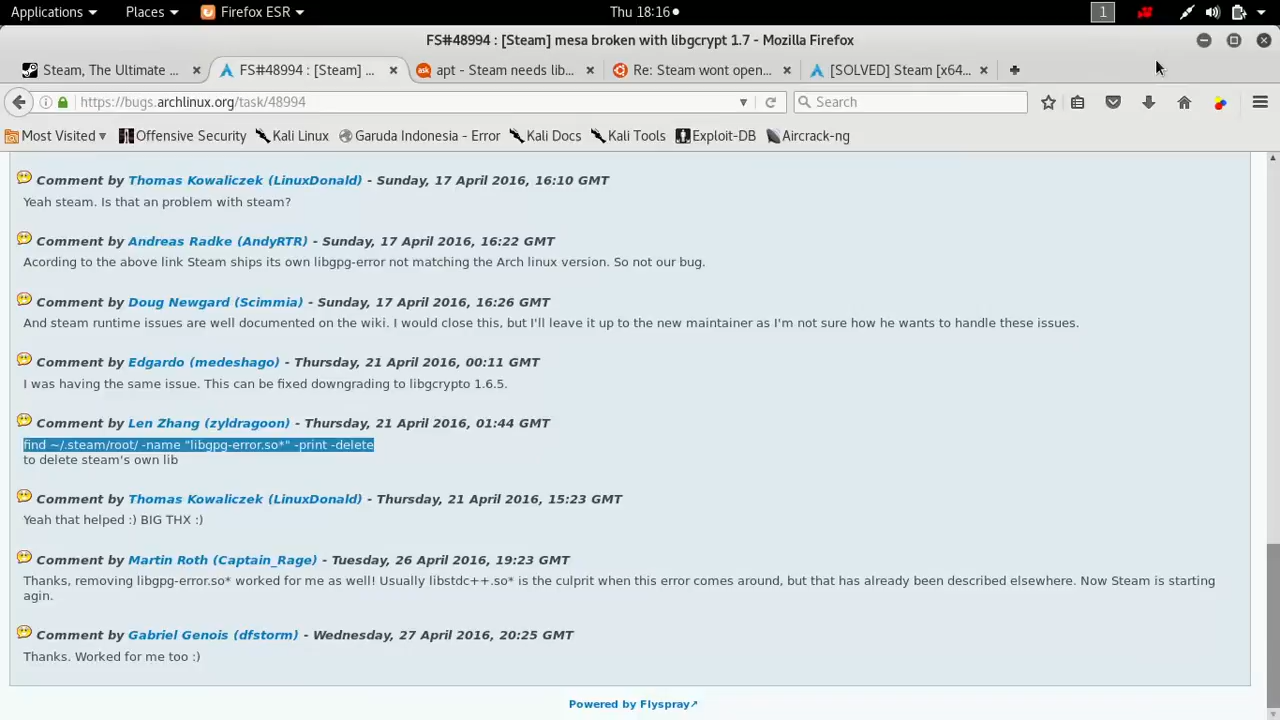 Applications Places Firefox ESR Thu 18:16 1
FS#48994 : [Steam] mesa broken with libgcrypt 1.7 - Mozilla Firefox
Steam, The Ultimate ... FS#48994 : [Steam] ... apt - Steam needs lib... Re: Steam wont open... [SOLVED] Steam [x64...
https://bugs.archlinux.org/task/48994 Search
Most Visited Offensive Security Kali Linux Garuda Indonesia - Error Kali Docs Kali Tools Exploit-DB Aircrack-ng
Comment by Thomas Kowaliczek (LinuxDonald) - Sunday, 17 April 2016, 16:10 GMT
Yeah steam. Is that an problem with steam?
Comment by Andreas Radke (AndyRTR) - Sunday, 17 April 2016, 16:22 GMT
Acording to the above link Steam ships its own libgpg-error not matching the Arch linux version. So not our bug.
Comment by Doug Newgard (Scimmia) - Sunday, 17 April 2016, 16:26 GMT
And steam runtime issues are well documented on the wiki. I would close this, but I'll leave it up to the new maintainer as I'm not sure how he wants to handle these issues.
Comment by Edgardo (medeshago) - Thursday, 21 April 2016, 00:11 GMT
I was having the same issue. This can be fixed downgrading to libgcrypto 1.6.5.
Comment by Len Zhang (zyldragoon) - Thursday, 21 April 2016, 01:44 GMT
find ~/.steam/root/ -name "libgpg-error.so*" -print -delete
to delete steam's own lib
Comment by Thomas Kowaliczek (LinuxDonald) - Thursday, 21 April 2016, 15:23 GMT
Yeah that helped :) BIG THX :)
Comment by Martin Roth (Captain_Rage) - Tuesday, 26 April 2016, 19:23 GMT
Thanks, removing libgpg-error.so* worked for me as well! Usually libstdc++.so* is the culprit when this error comes around, but that has already been described elsewhere. Now Steam is starting
agin.
Comment by Gabriel Genois (dfstorm) - Wednesday, 27 April 2016, 20:25 GMT
Thanks. Worked for me too :)
Powered by Flyspray